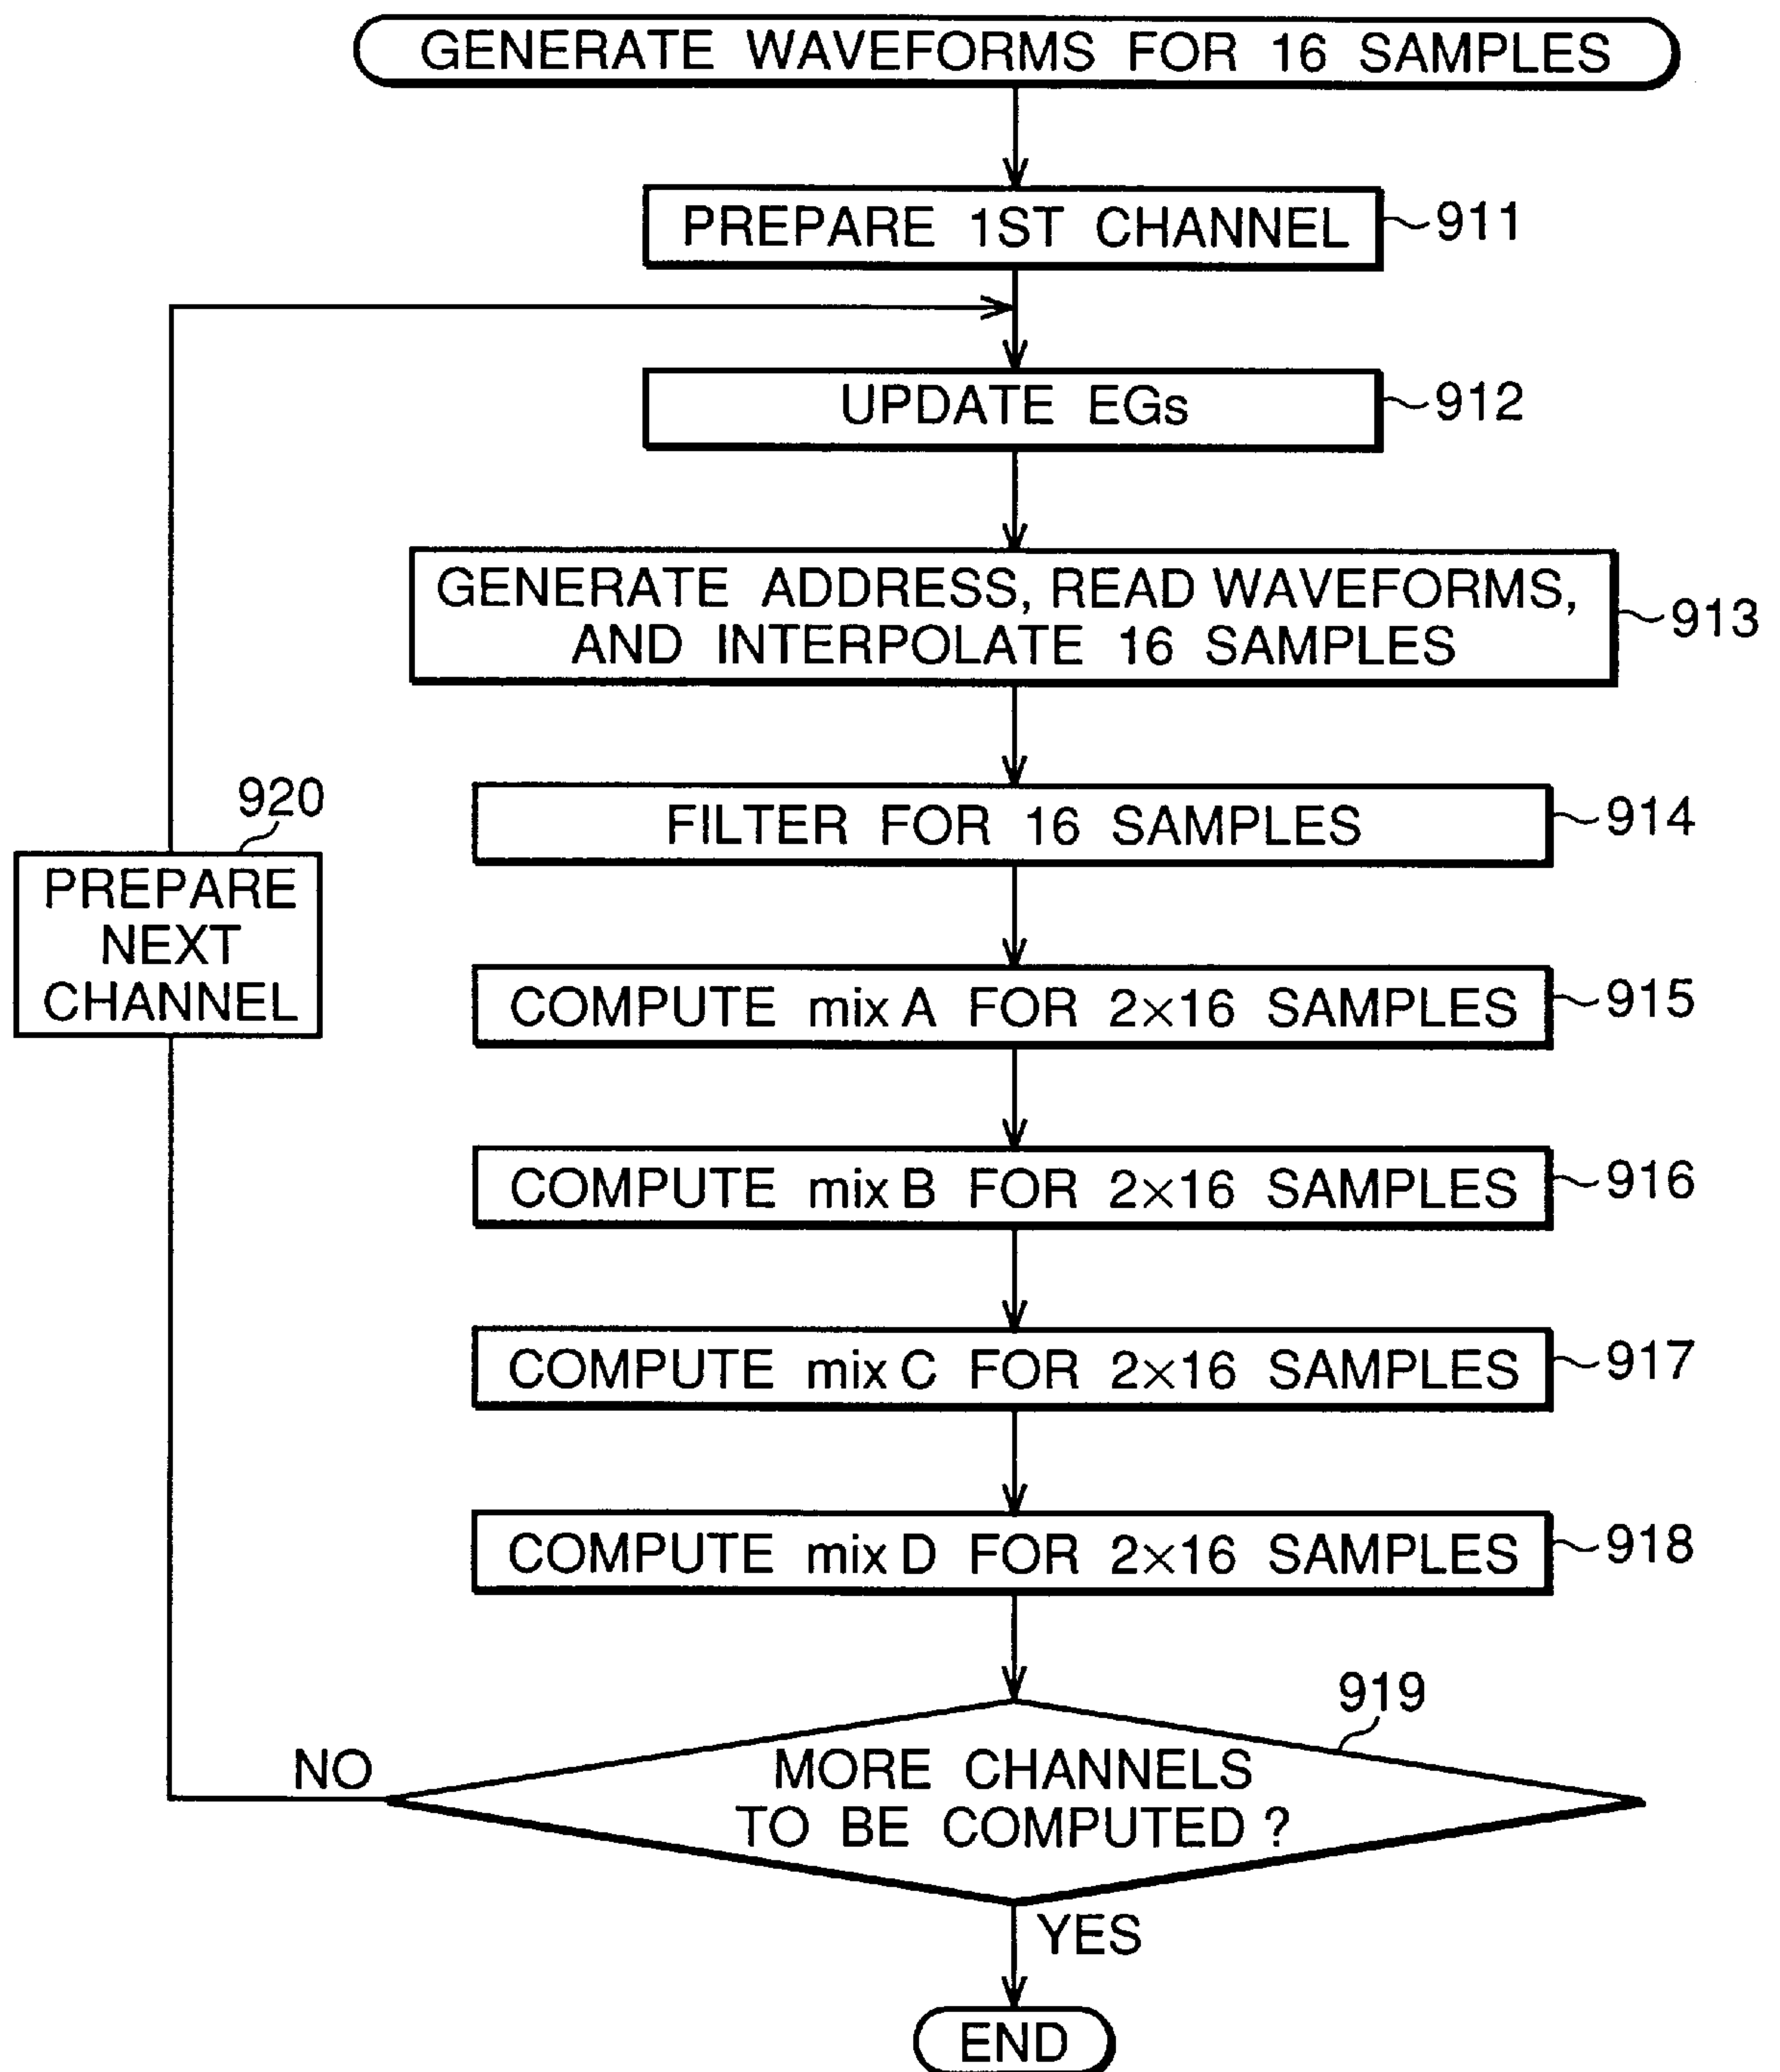 GENERATE WAVEFORMS FOR 16 SAMPLES
PREPARE 1ST CHANNEL
911
UPDATE EGs
912
GENERATE ADDRESS, READ WAVEFORMS,
AND INTERPOLATE 16 SAMPLES
913
FILTER FOR 16 SAMPLES
914
920
PREPARE
NEXT
CHANNEL
COMPUTE mix A FOR 2×16 SAMPLES
915
COMPUTE mix B FOR 2×16 SAMPLES
916
COMPUTE mix C FOR 2×16 SAMPLES
917
COMPUTE mix D FOR 2×16 SAMPLES
918
919
MORE CHANNELS
TO BE COMPUTED ?
NO
YES
END